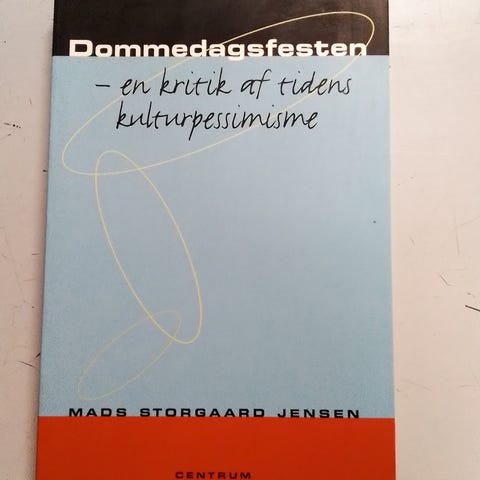 Dommedagsfesten
– en kritik af tidens
kulturpessimisme
MADS STORGAARD JENSEN
CENTRUM